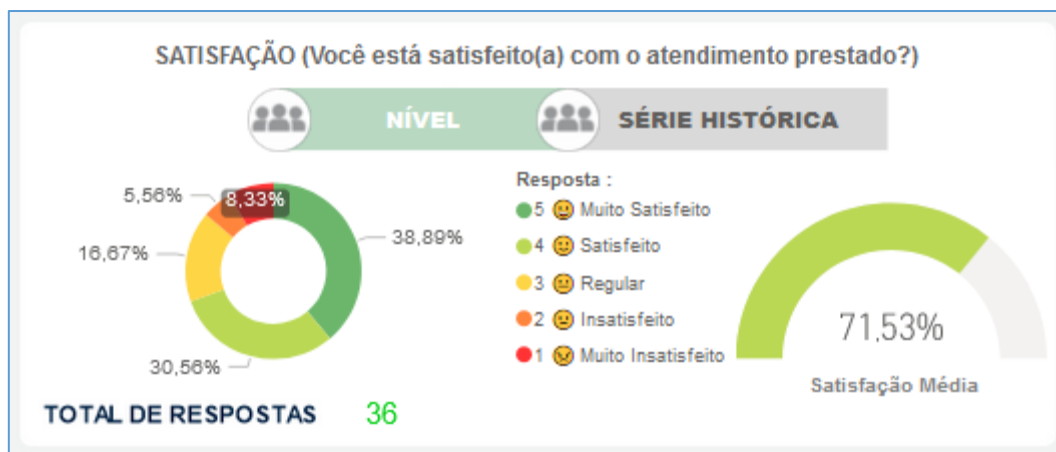 SATISFAÇÃO (Você está satisfeito(a) com o atendimento prestado?)
NÍVEL
SÉRIE HISTÓRICA
5,56%
8,33%
38,89%
16,67%
30,56%
Resposta :
5 Muito Satisfeito
4 Satisfeito
3 Regular
2 Insatisfeito
1 Muito Insatisfeito
71,53%
Satisfação Média
TOTAL DE RESPOSTAS 36